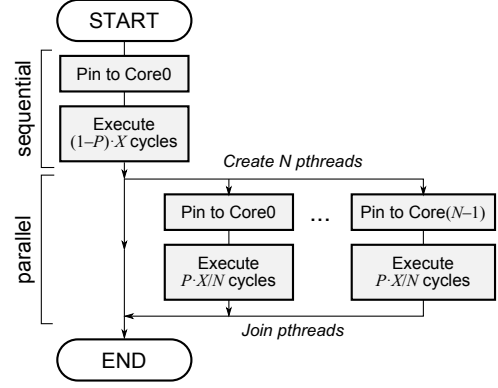 START
sequential
Pin to Core0
Execute
(1–P)·X cycles
Create N pthreads
parallel
Pin to Core0
...
Pin to Core(N–1)
Execute
P·X/N cycles
Execute
P·X/N cycles
Join pthreads
END